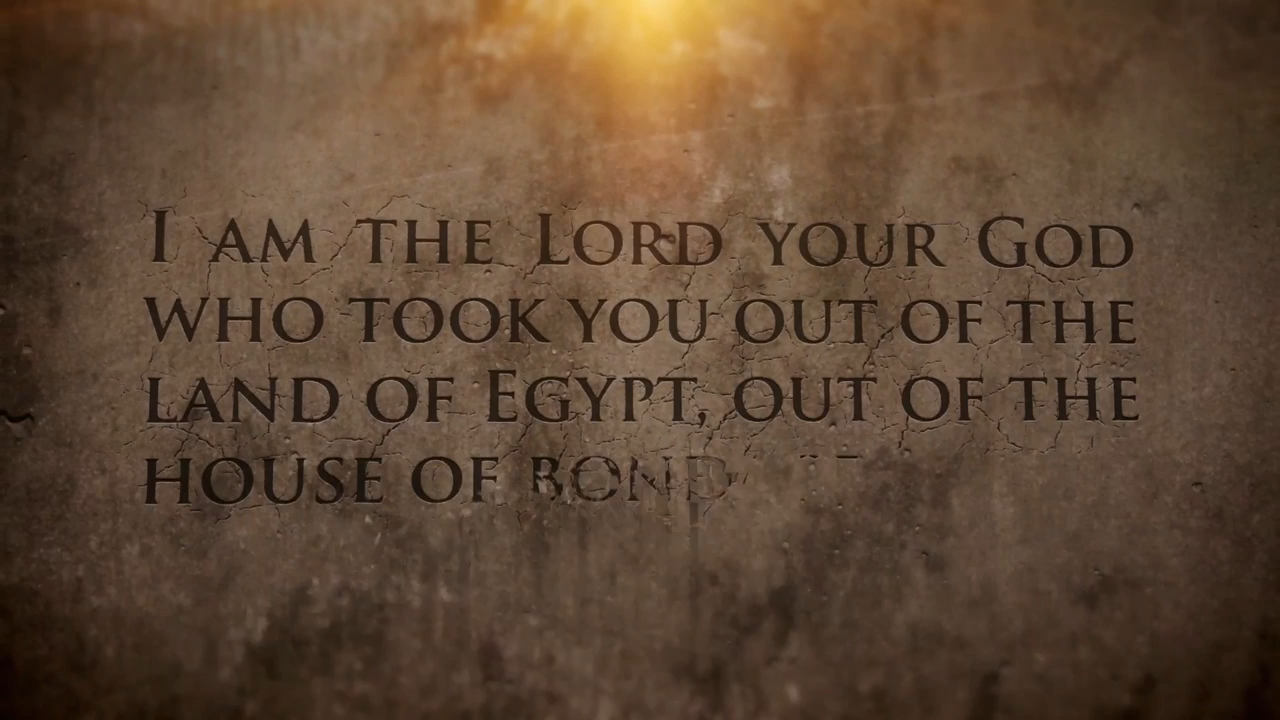 I am the Lord your God
who took you out of the
land of Egypt, out of the
house of bond